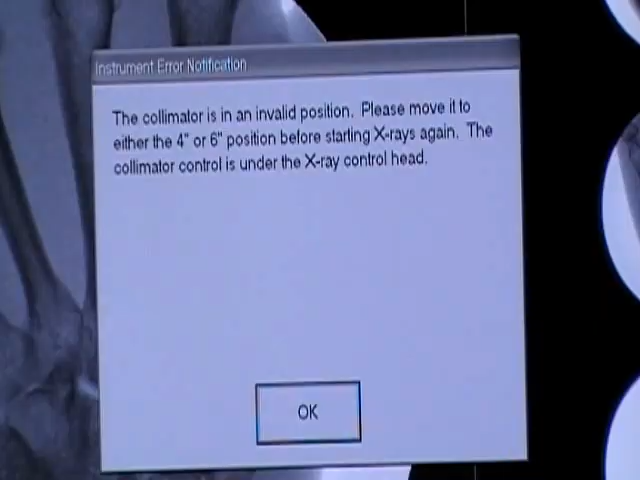 Instrument Error Notification
The collimator is in an invalid position. Please move it to
either the 4" or 6" position before starting X-rays again. The
collimator control is under the X-ray control head.
OK